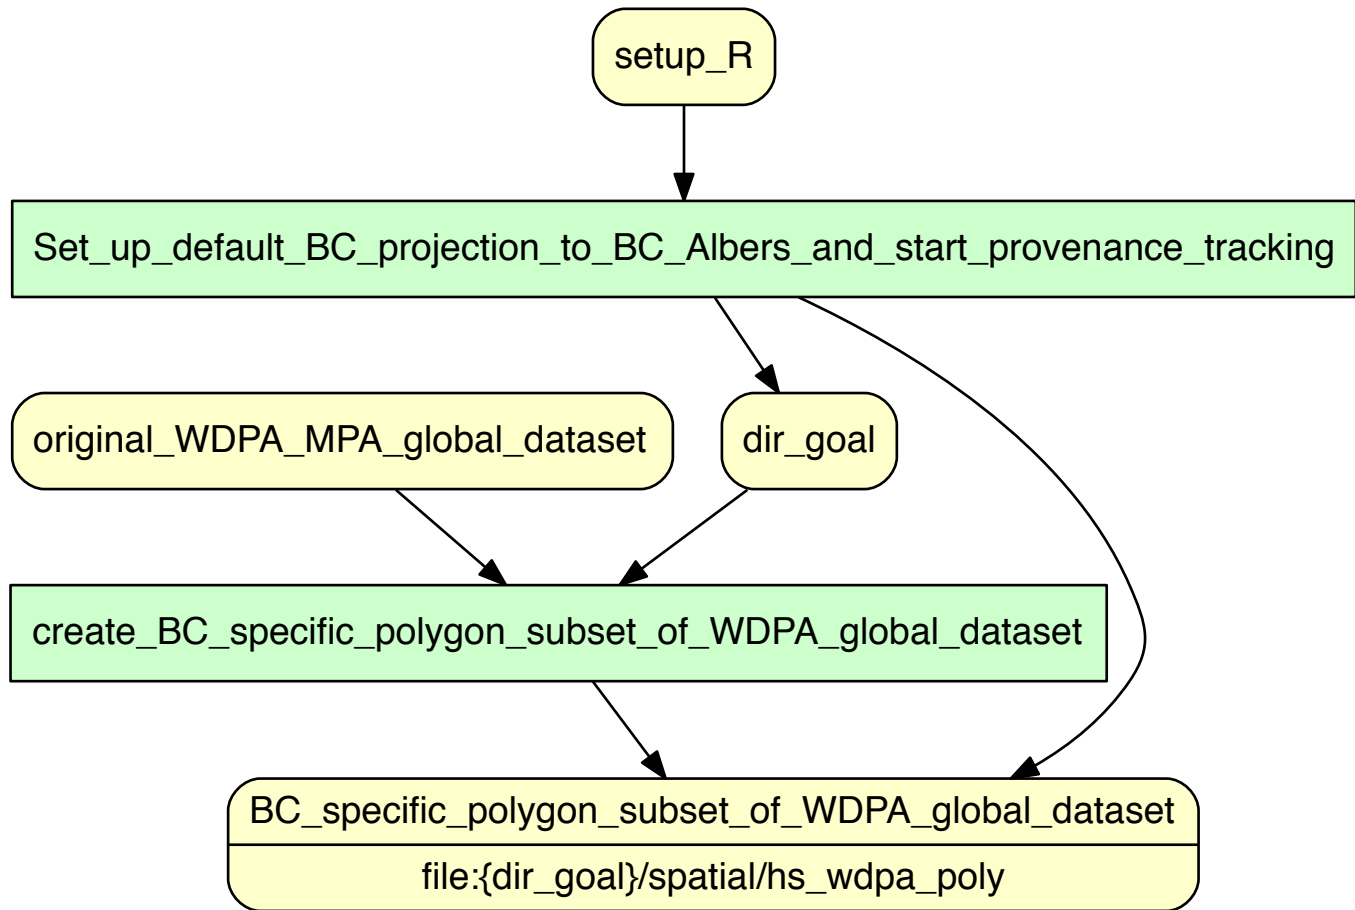 setup_R
Set_up_default_BC_projection_to_BC_Albers_and_start_provenance_tracking
original_WDPA_MPA_global_dataset
dir_goal
create_BC_specific_polygon_subset_of_WDPA_global_dataset
BC_specific_polygon_subset_of_WDPA_global_dataset
file:{dir_goal}/spatial/hs_wdpa_poly